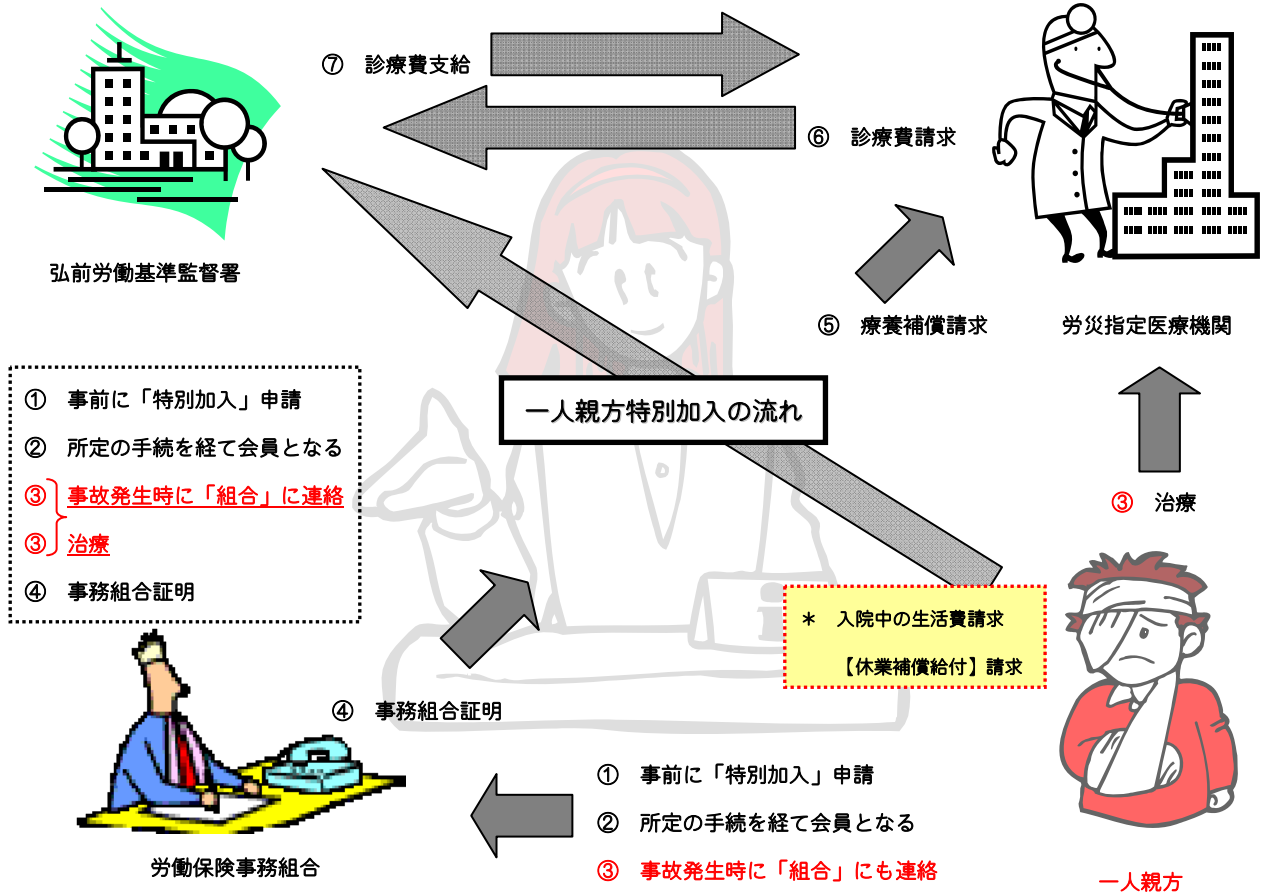 ⑦ 診療費支給
⑥ 診療費請求
弘前労働基準監督署
⑤ 療養補償請求
労災指定医療機関
① 事前に「特別加入」申請
② 所定の手続を経て会員となる
③ 事故発生時に「組合」に連絡
③ 治療
④ 事務組合証明
一人親方特別加入の流れ
③ 治療
＊ 入院中の生活費請求
【休業補償給付】請求
④ 事務組合証明
① 事前に「特別加入」申請
② 所定の手続を経て会員となる
③ 事故発生時に「組合」にも連絡
労働保険事務組合
一人親方